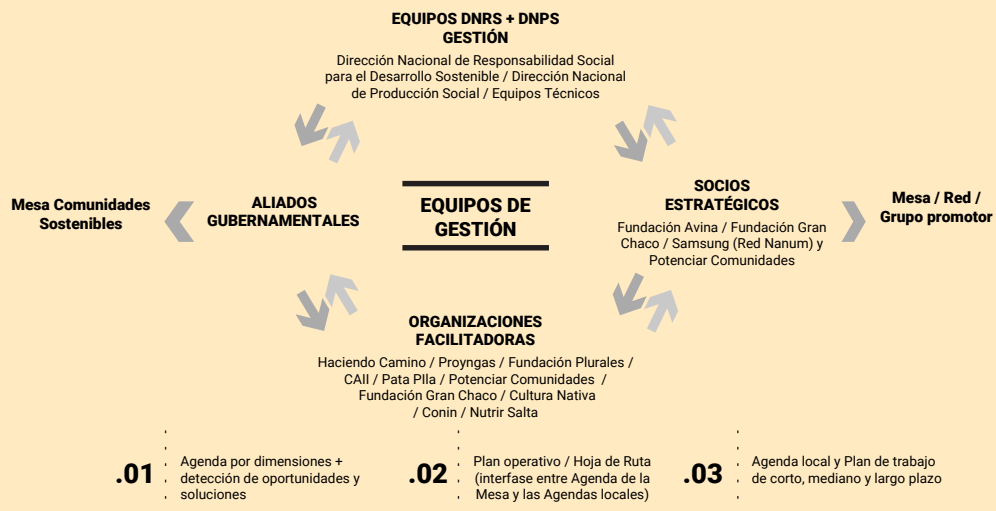 EQUIPOS DNRS + DNPS
GESTIÓN
Dirección Nacional de Responsabilidad Social
para el Desarrollo Sostenible / Dirección Nacional
de Producción Social / Equipos Técnicos
Mesa Comunidades
Sostenibles
ALIADOS
GUBERNAMENTALES
EQUIPOS DE
GESTIÓN
SOCIOS
ESTRATÉGICOS
Fundación Avina / Fundación Gran
Chaco / Samsung (Red Nanum) y
Potenciar Comunidades
Mesa / Red /
Grupo promotor
ORGANIZACIONES
FACILITADORAS
Haciendo Camino / Proyngas / Fundación Plurales /
CAII / Pata Plla / Potenciar Comunidades /
Fundación Gran Chaco / Cultura Nativa
/ Conin / Nutrir Salta
.01
Agenda por dimensiones +
detección de oportunidades y
soluciones
.02
Plan operativo / Hoja de Ruta
(interfase entre Agenda de la
Mesa y las Agendas locales)
.03
Agenda local y Plan de trabajo
de corto, mediano y largo plazo